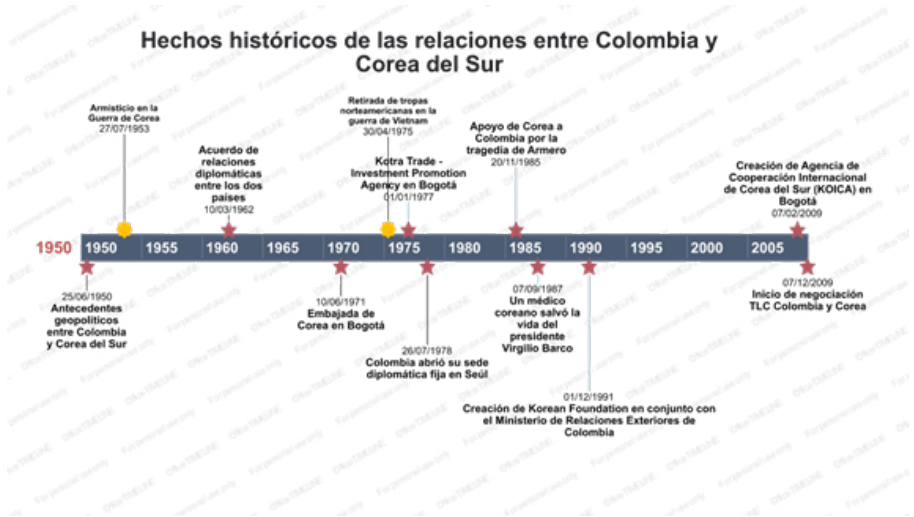 Hechos históricos de las relaciones entre Colombia y
Corea del Sur
Armisticio en la
Guerra de Corea
27/07/1953
Acuerdo de
relaciones
diplomáticas
entre los dos
países
10/03/1962
Retirada de tropas
norteamericanas en la
guerra de Vietnam
30/04/1975
Kotra Trade -
Investment Promotion
Agency en Bogotá
01/01/1977
Apoyo de Corea a
Colombia por la
tragedia de Armero
20/11/1985
Creación de Agencia de
Cooperación Internacional
de Corea del Sur (KOICA) en
Bogotá
07/02/2009
1950 1950 1955 1960 1965 1970 1975 1980 1985 1990 1995 2000 2005
25/06/1950
Antecedentes
geopolíticos
entre Colombia
y Corea del Sur
10/06/1971
Embajada de
Corea en Bogotá
26/07/1978
Colombia abrió su sede
diplomática fija en Seúl
07/09/1987
Un médico
coreano salvó la
vida del
presidente
Virgilio Barco
01/12/1991
Creación de Korean Foundation en conjunto con
el Ministerio de Relaciones Exteriores de
Colombia
07/12/2009
Inicio de negociación
TLC Colombia y Corea
For personal use only
OfficeTIMELINE